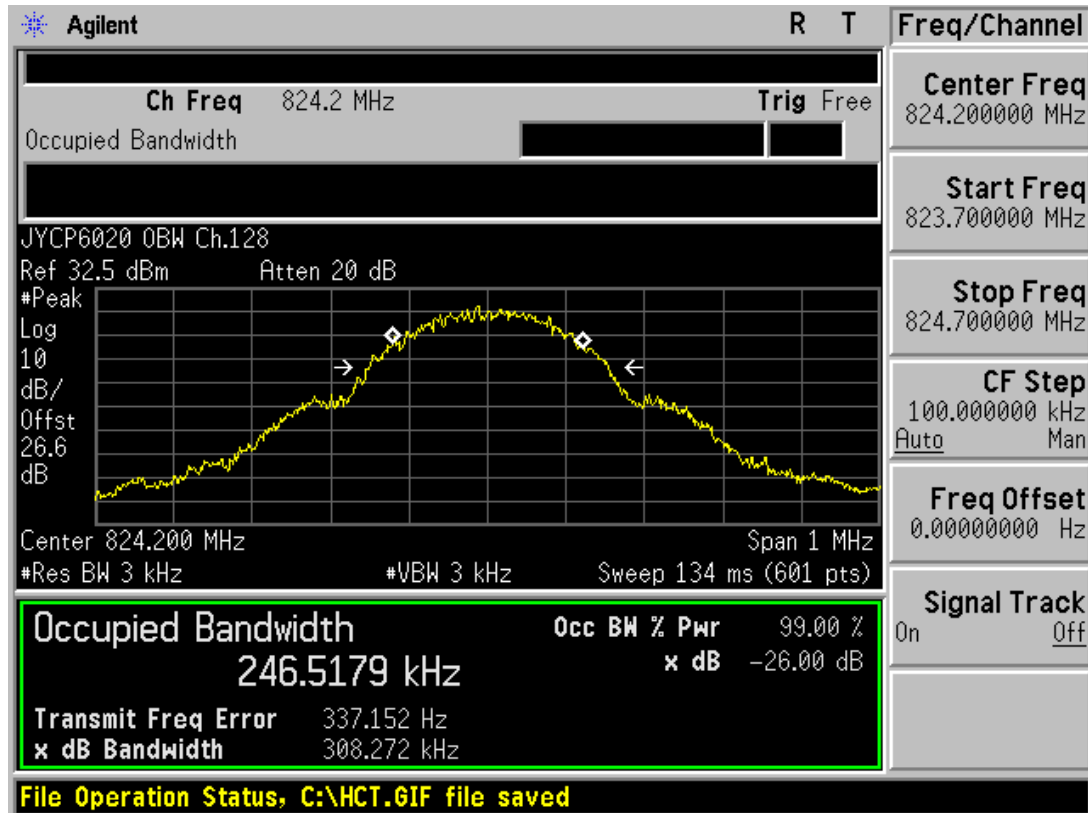 Agilent R T
Ch Freq 824.2 MHz Trig Free
Occupied Bandwidth
JYCP6020 OBW Ch.128
Ref 32.5 dBm Atten 20 dB
#Peak
Log
10
dB/
Offst
26.6
dB
Center 824.200 MHz Span 1 MHz
#Res BW 3 kHz #VBW 3 kHz Sweep 134 ms (601 pts)
Occupied Bandwidth Occ BW % Pwr 99.00 %
246.5179 kHz x dB -26.00 dB
Transmit Freq Error 337.152 Hz
x dB Bandwidth 308.272 kHz
File Operation Status, C:\HCT.GIF file saved
Freq/Channel
Center Freq
824.200000 MHz
Start Freq
823.700000 MHz
Stop Freq
824.700000 MHz
CF Step
100.000000 kHz
Auto Man
Freq Offset
0.00000000 Hz
Signal Track
On Off